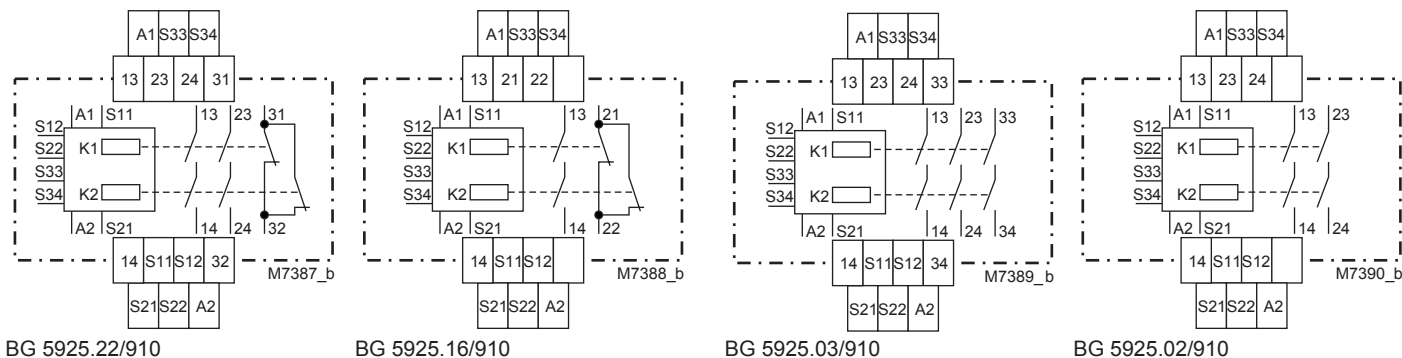 A1 S33 S34
13 23 24 31
A1 S11 13 23 31
S12
S22 K1
S33
S34 K2
A2 S21 14 24 32
14 S11 S12 32
M7387_b
S21 S22 A2
BG 5925.22/910
A1 S33 S34
13 21 22
A1 S11 13 21
S12
S22 K1
S33
S34 K2
A2 S21 14 22
14 S11 S12
M7388_b
S21 S22 A2
BG 5925.16/910
A1 S33 S34
13 23 24 33
A1 S11 13 23 33
S12
S22 K1
S33
S34 K2
A2 S21 14 24 34
14 S11 S12 34
M7389_b
S21 S22 A2
BG 5925.03/910
A1 S33 S34
13 23 24
A1 S11 13 23
S12
S22 K1
S33
S34 K2
A2 S21 14 24
14 S11 S12
M7390_b
S21 S22 A2
BG 5925.02/910